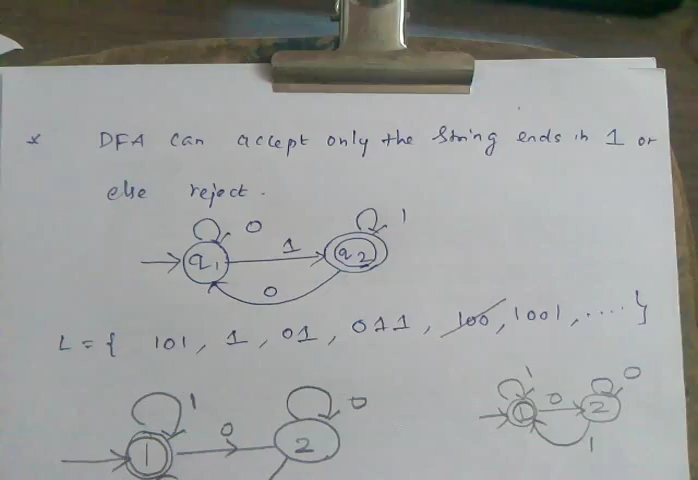 * DFA can accept only the string ends in 1 or
else reject.
0 1
q1 1 q2
0
L = { 101, 1, 01, 011, 100, 1001, .... }
1 0
1 0 2
1 0
1 0 2
1